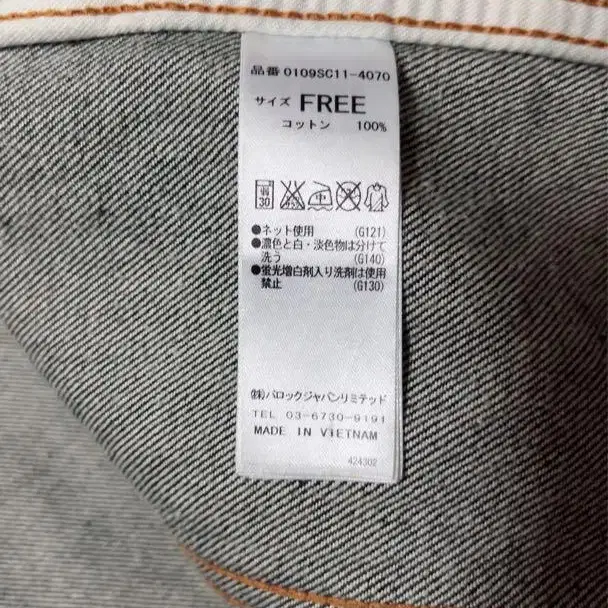 品番 0109SC11-4070
サイズ FREE
コットン 100%
弱
30
中
●ネット使用 (G121)
●濃色と白・淡色物は分けて
洗う (G140)
●蛍光増白剤入り洗剤は使用
禁止 (G130)
㈱バロックジャパンリミテッド
TEL 03-6730-9191
MADE IN VIETNAM
424302